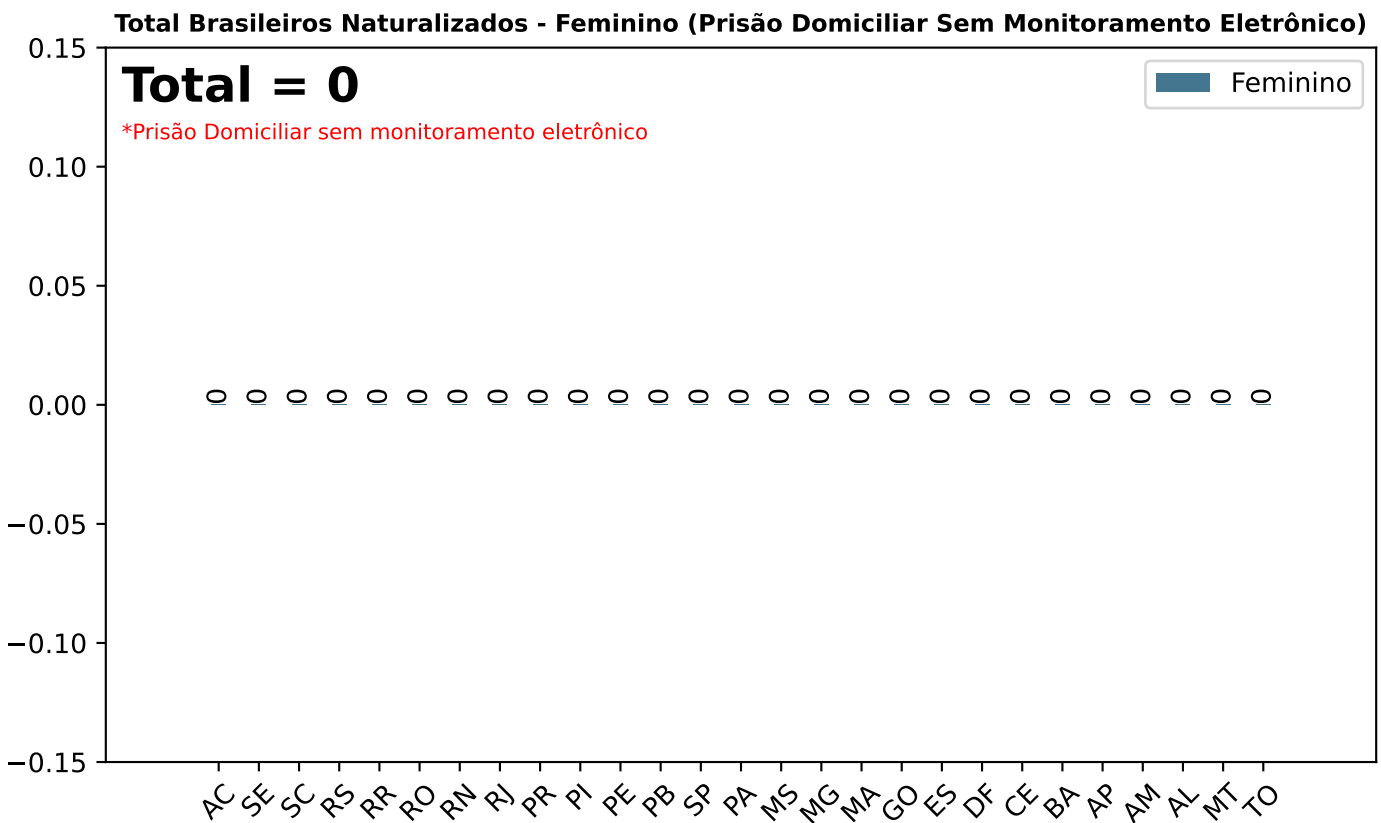 Total Brasileiros Naturalizados - Feminino (Prisão Domiciliar Sem Monitoramento Eletrônico)
Total = 0
*Prisão Domiciliar sem monitoramento eletrônico
Feminino
0.15
0.10
0.05
0.00
−0.05
−0.10
−0.15
0 0 0 0 0 0 0 0 0 0 0 0 0 0 0 0 0 0 0 0 0 0 0 0 0 0 0
AC SE SC RS RR RO RN RJ PR PI PE PB SP PA MS MG MA GO ES DF CE BA AP AM AL MT TO